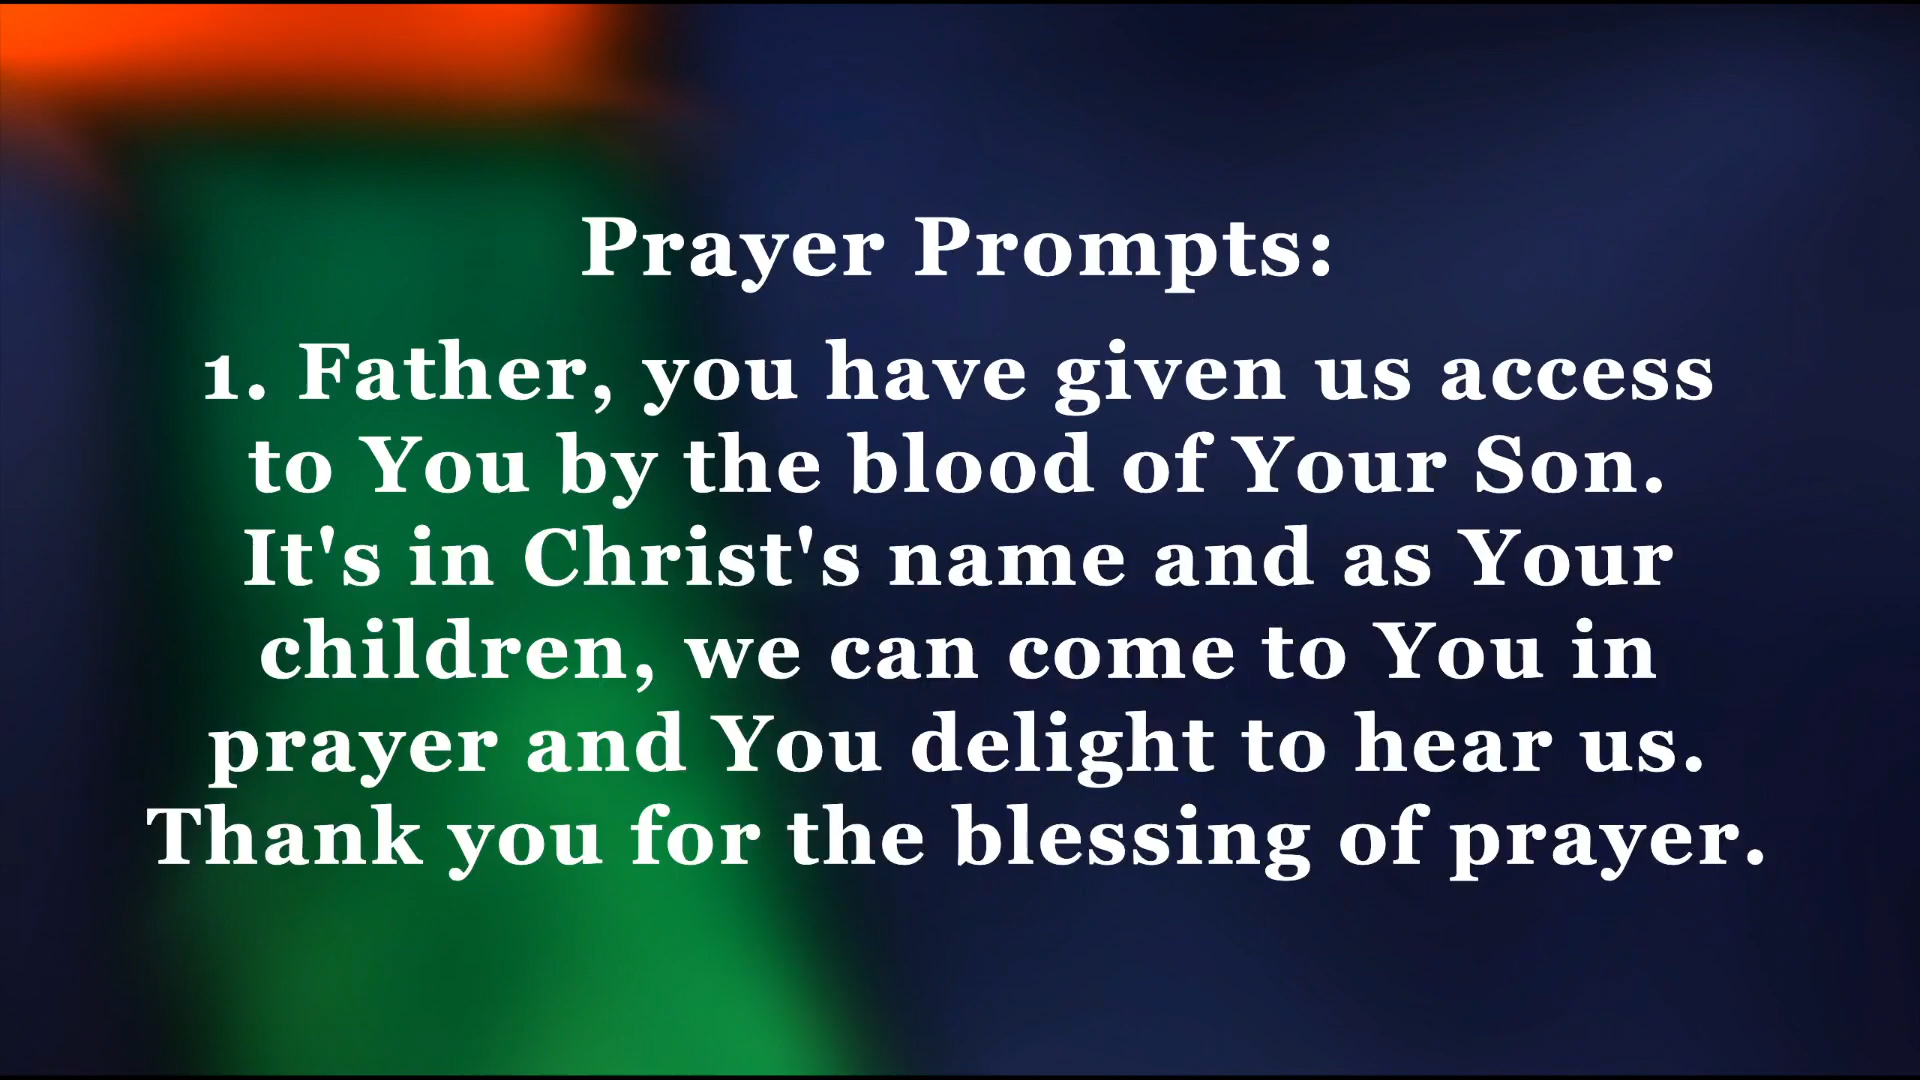 Prayer Prompts:
1. Father, you have given us access
to You by the blood of Your Son.
It's in Christ's name and as Your
children, we can come to You in
prayer and You delight to hear us.
Thank you for the blessing of prayer.